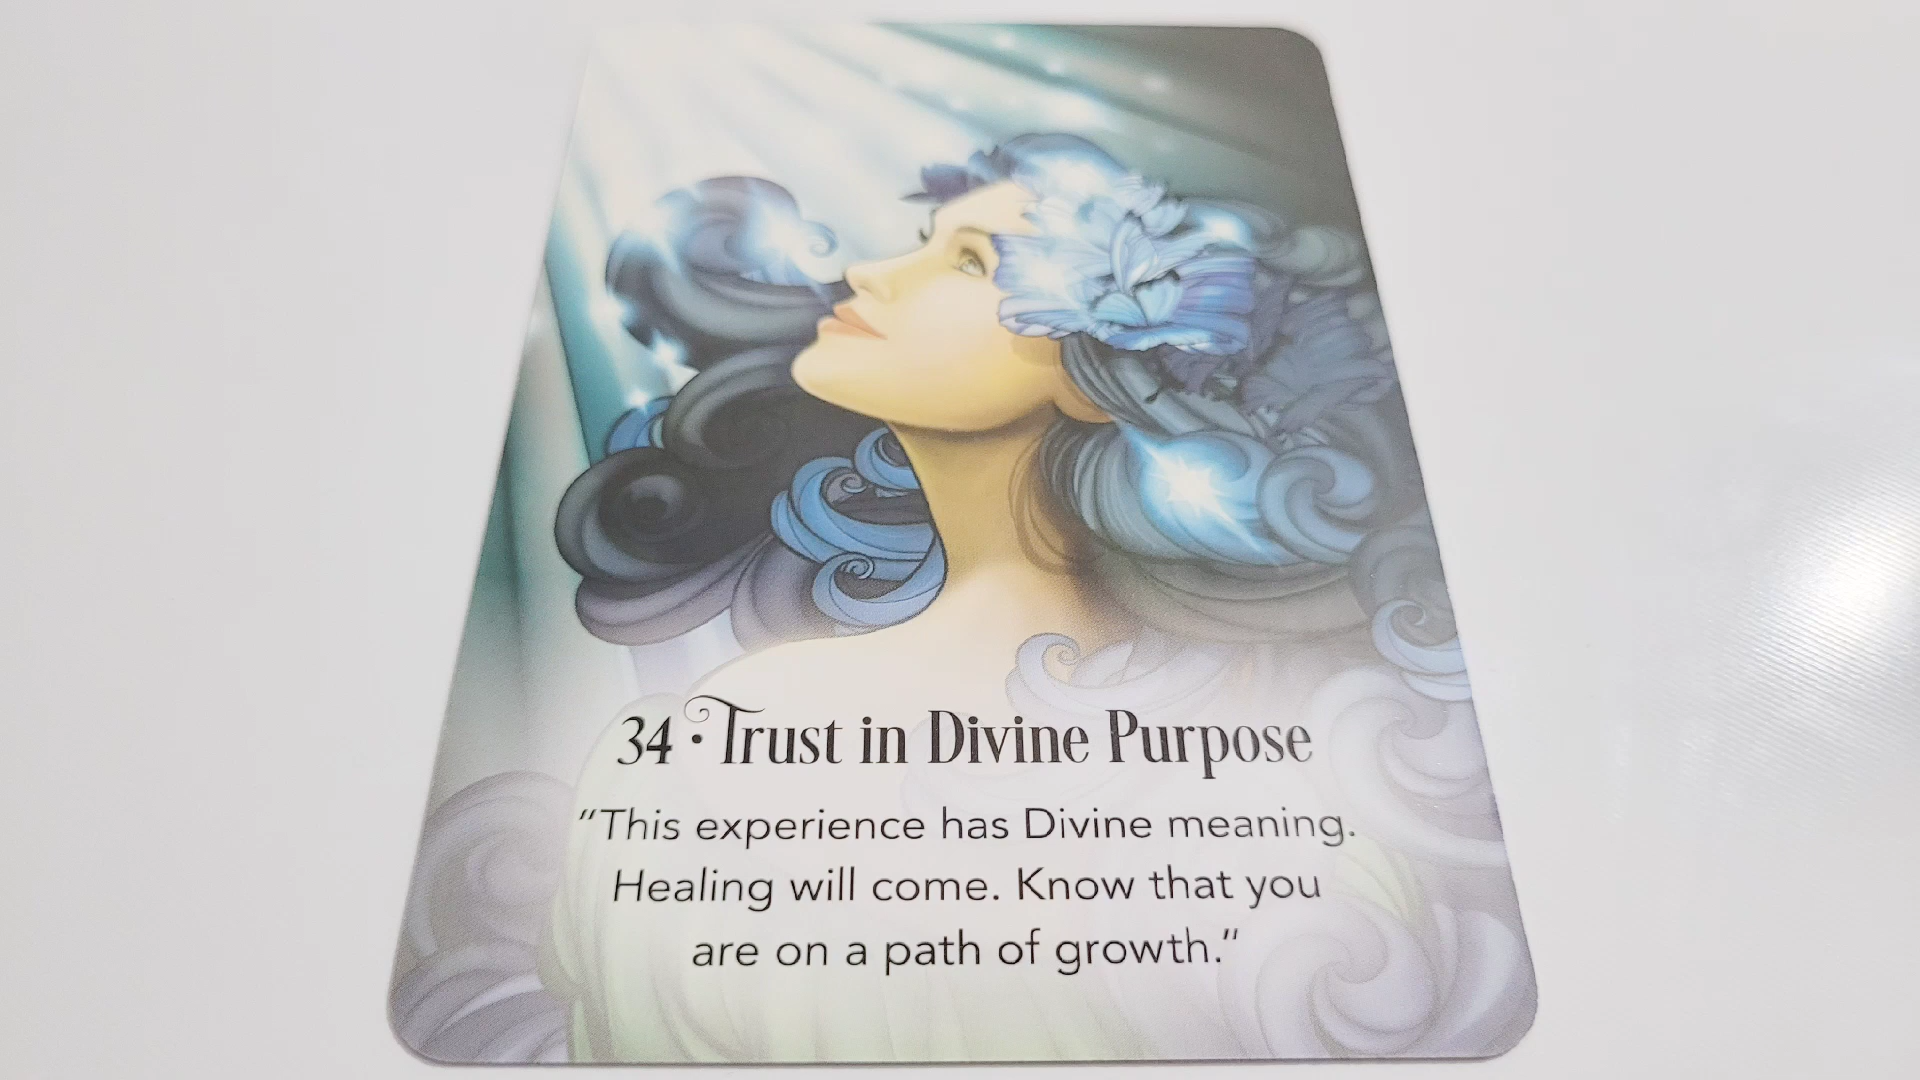 34 • Trust in Divine Purpose
“This experience has Divine meaning.
Healing will come. Know that you
are on a path of growth.”